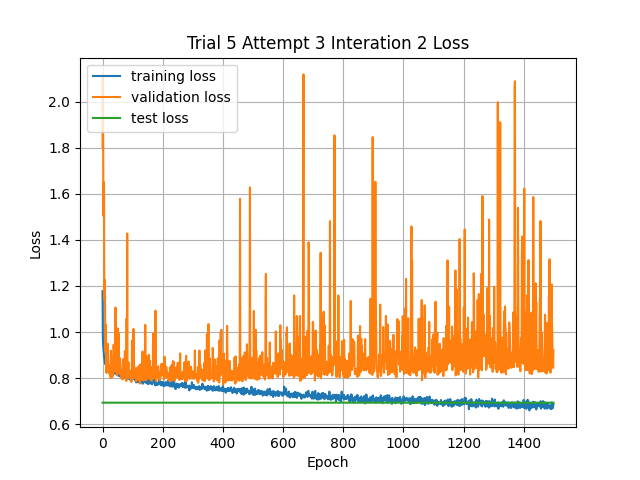 Trial 5 Attempt 3 Interation 2 Loss
training loss
validation loss
test loss
2.0
1.8
1.6
1.4
1.2
1.0
0.8
0.6
Loss
0 200 400 600 800 1000 1200 1400
Epoch